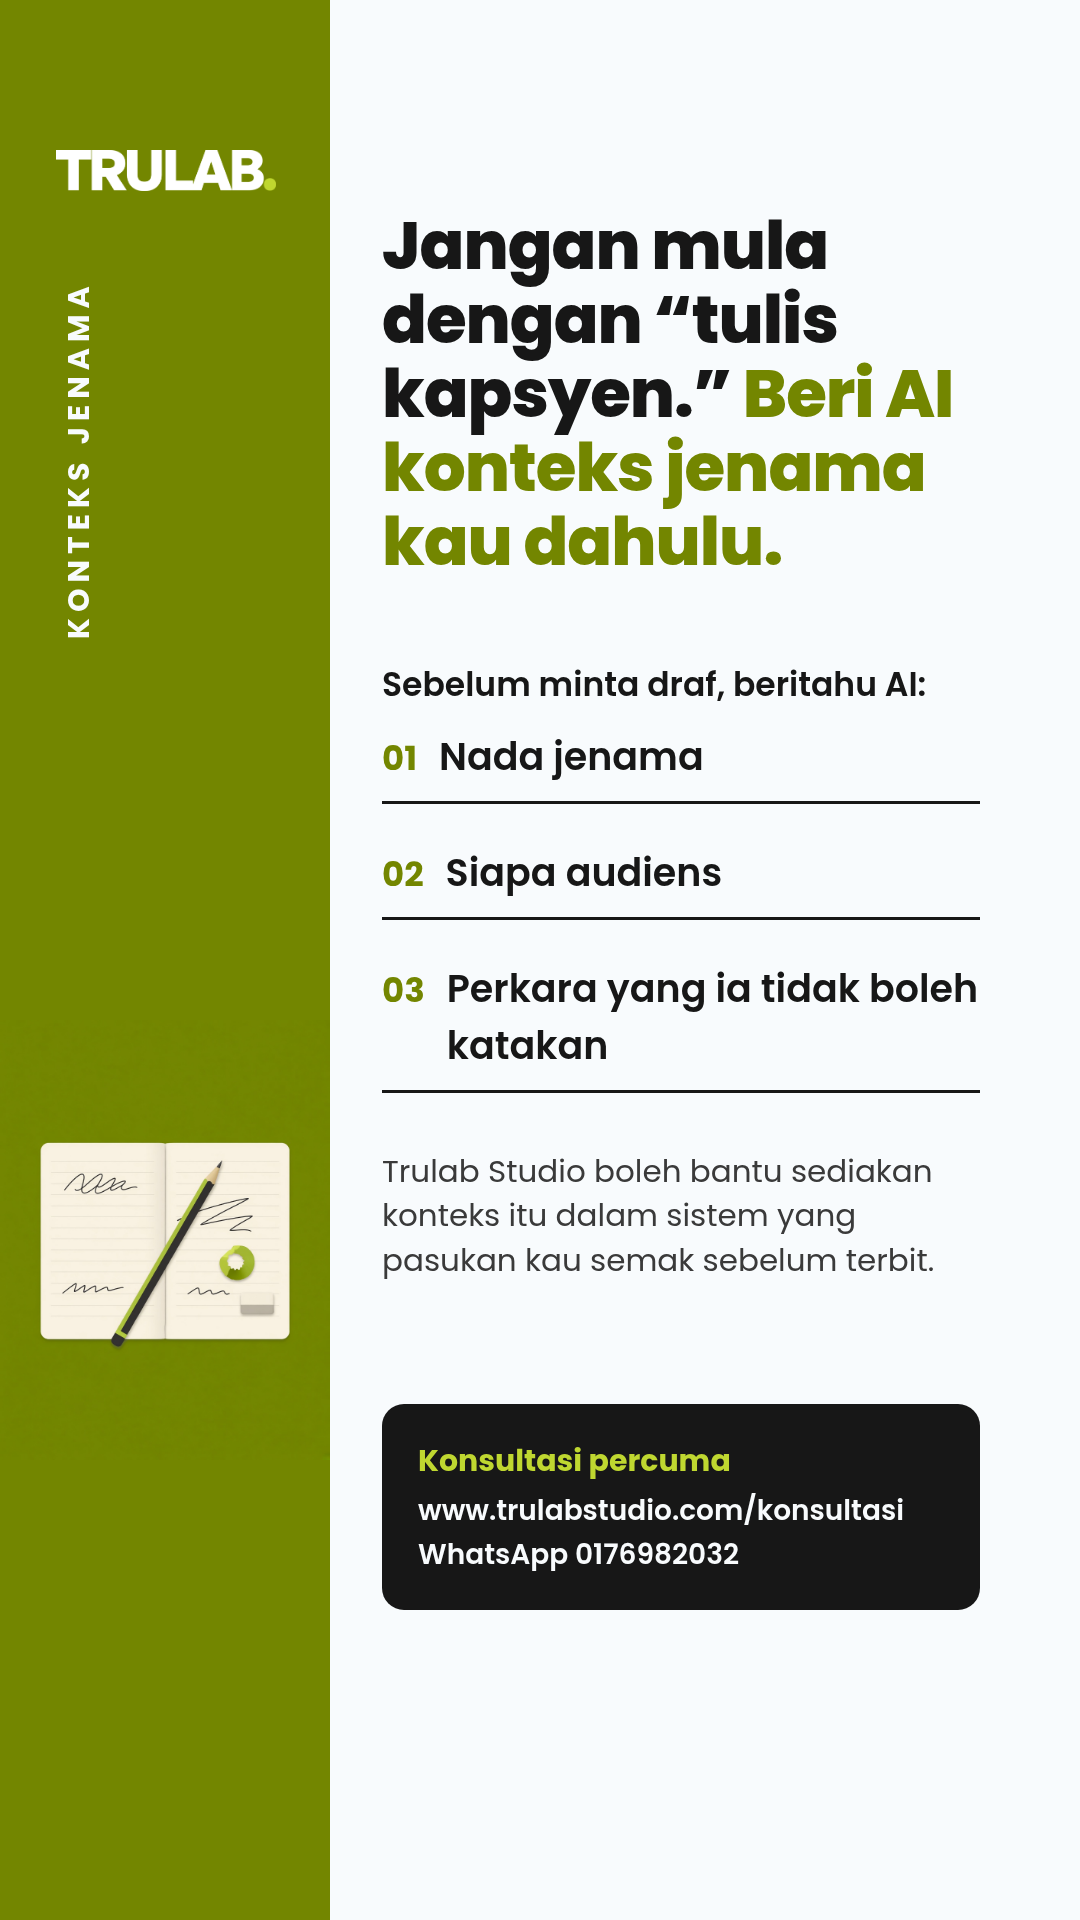 TRULAB.
KONTEKS JENAMA
Jangan mula
dengan “tulis
kapsyen.” Beri AI
konteks jenama
kau dahulu.
Sebelum minta draf, beritahu AI:
01 Nada jenama
02 Siapa audiens
03 Perkara yang ia tidak boleh
katakan
Trulab Studio boleh bantu sediakan
konteks itu dalam sistem yang
pasukan kau semak sebelum terbit.
Konsultasi percuma
www.trulabstudio.com/konsultasi
WhatsApp 0176982032